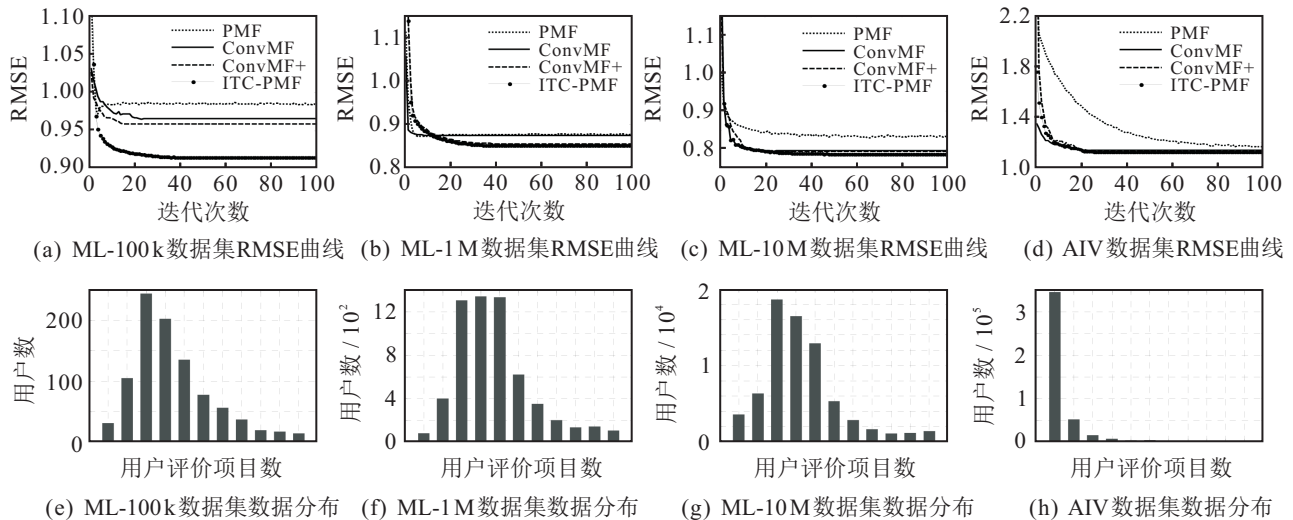 RMSE
1.10
1.05
1.00
0.95
0.90
PMF
ConvMF
ConvMF+
ITC-PMF
0 20 40 60 80 100
迭代次数
(a) ML-100k数据集RMSE曲线
RMSE
1.1
1.0
0.9
0.8
PMF
ConvMF
ConvMF+
ITC-PMF
0 20 40 60 80 100
迭代次数
(b) ML-1M数据集RMSE曲线
RMSE
1.1
1.0
0.9
0.8
PMF
ConvMF
ConvMF+
ITC-PMF
0 20 40 60 80 100
迭代次数
(c) ML-10M数据集RMSE曲线
RMSE
2.2
1.8
1.4
1.0
PMF
ConvMF
ConvMF+
ITC-PMF
0 20 40 60 80 100
迭代次数
(d) AIV数据集RMSE曲线
用户数
200
100
0
用户评价项目数
(e) ML-100k数据集数据分布
用户数 / 10²
12
8
4
0
用户评价项目数
(f) ML-1M数据集数据分布
用户数 / 10⁴
2
1
0
用户评价项目数
(g) ML-10M数据集数据分布
用户数 / 10⁵
3
2
1
0
用户评价项目数
(h) AIV数据集数据分布